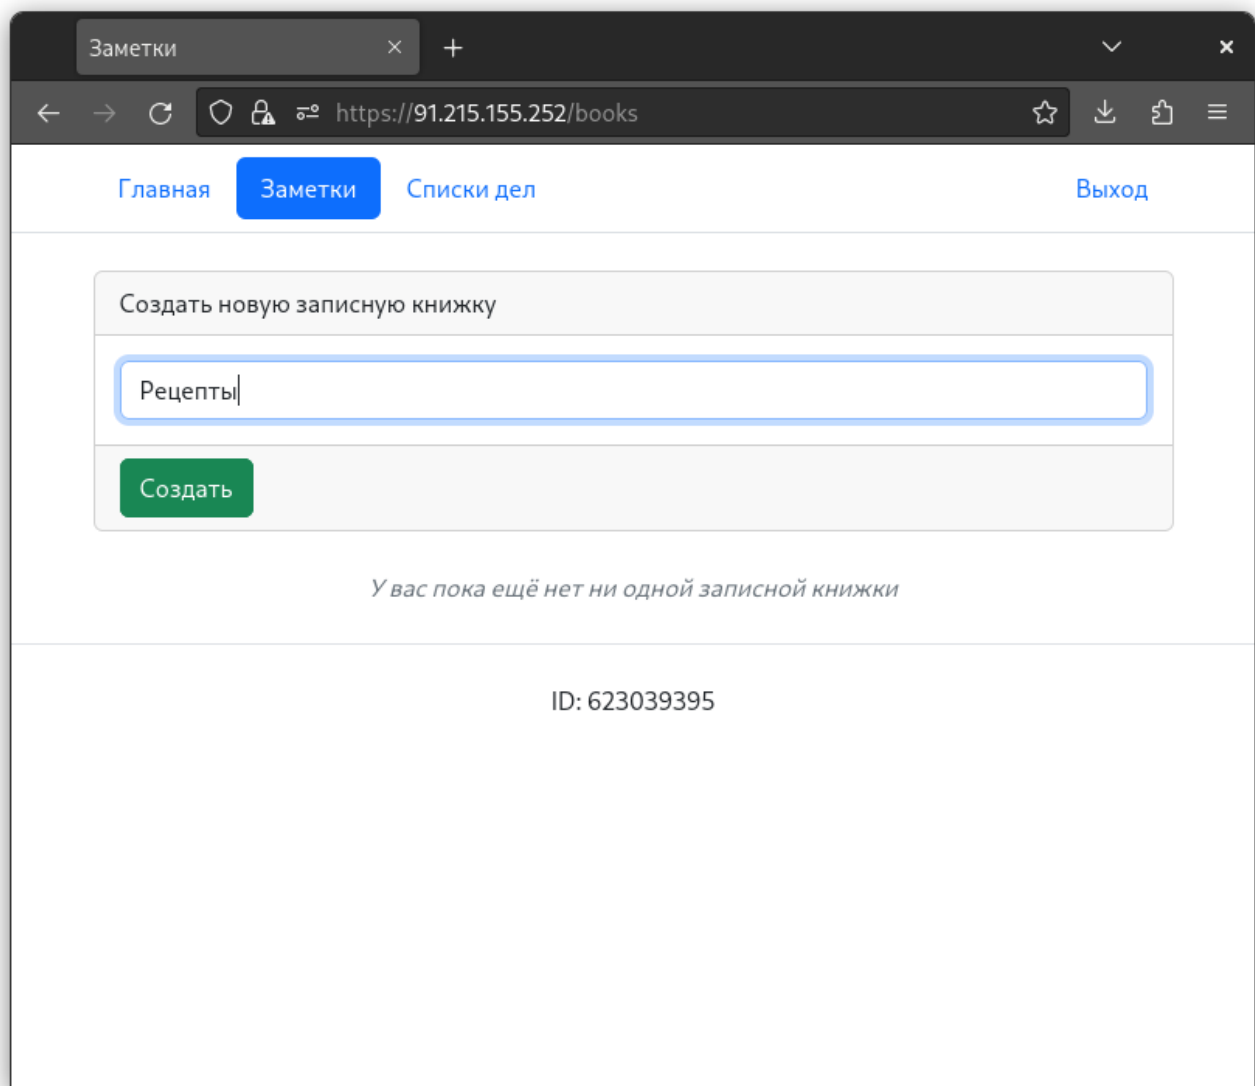 Заметки
https://91.215.155.252/books
Главная Заметки Списки дел Выход
Создать новую записную книжку
Рецепты
Создать
У вас пока ещё нет ни одной записной книжки
ID: 623039395